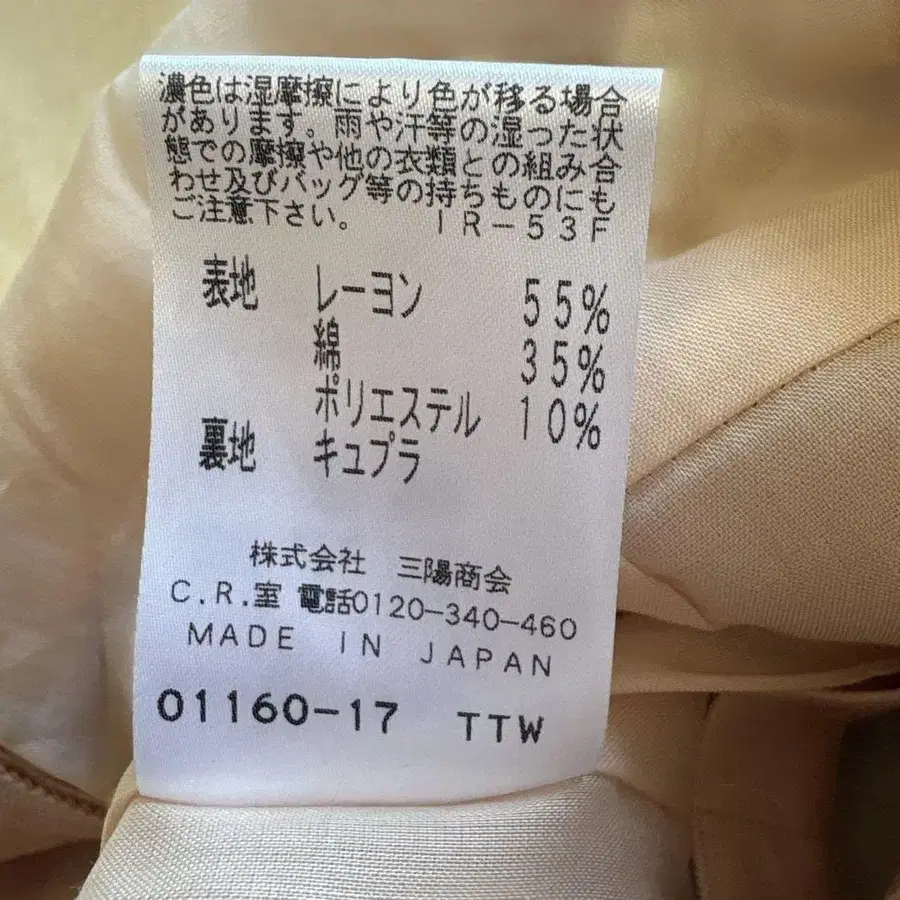 濃色は湿摩擦により色が移る場合
があります。雨や汗等の湿った状
態での摩擦や他の衣類との組み合
わせ及びバッグ等の持ちものにも
ご注意下さい。 IR-53F
表地 レーヨン 55%
綿 35%
ポリエステル 10%
裏地 キュプラ
株式会社 三陽商会
C.R.室 電話0120-340-460
MADE IN JAPAN
01160-17 TTW